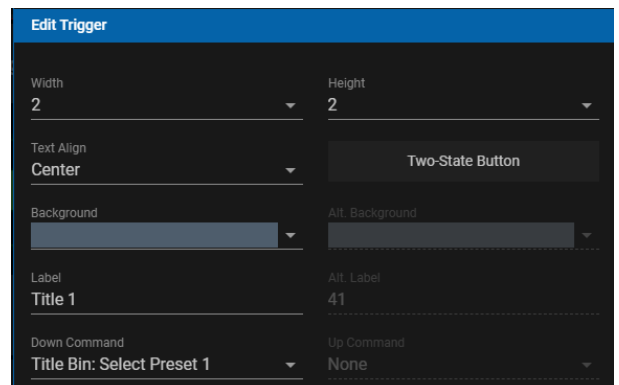 Edit Trigger
Width
Height
2
2
Text Align
Center
Two-State Button
Background
Alt. Background
Label
Alt. Label
Title 1
41
Down Command
Up Command
Title Bin: Select Preset 1
None